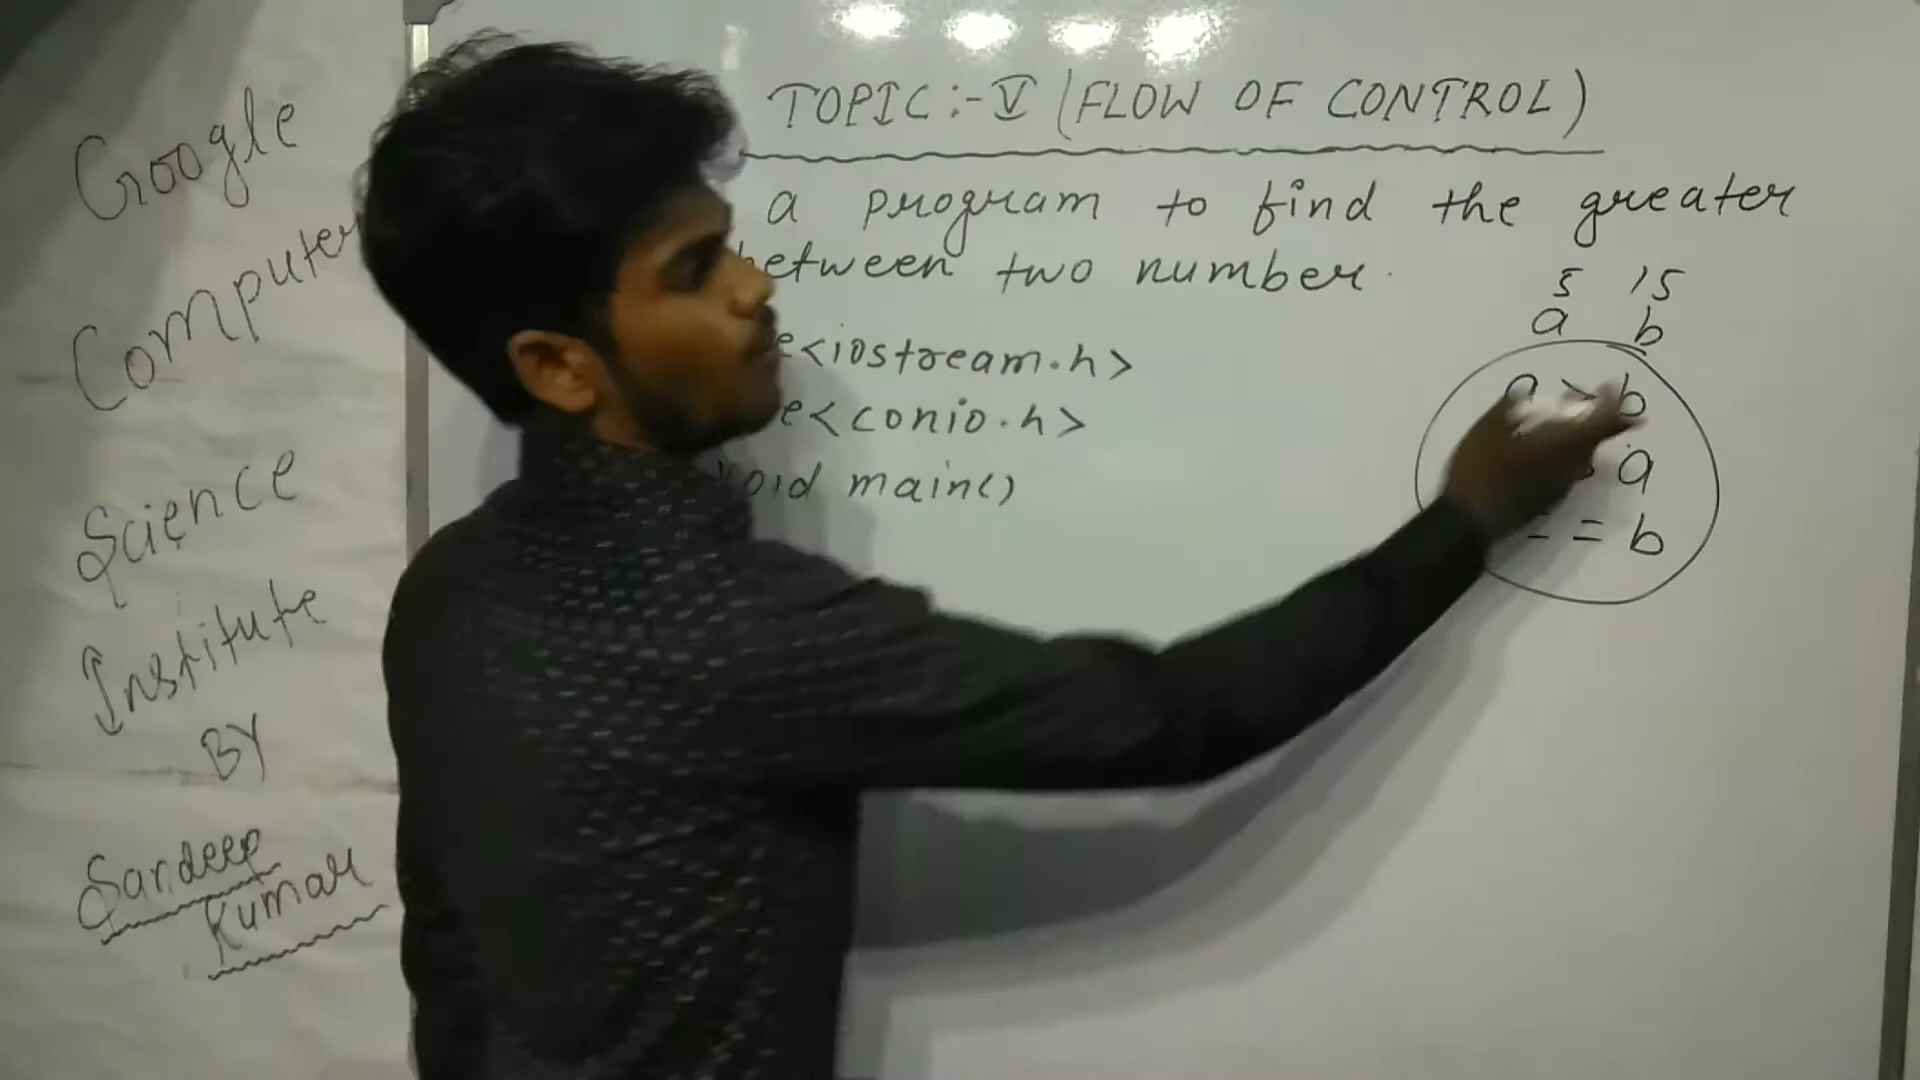 Google
Computer
Science
Institute
BY
Sandeep
Kumar
TOPIC:-V (FLOW OF CONTROL)
a program to find the greater
between two number.
5 15
a b
e<iostream.h>
e<conio.h>
void main()
a > b
a
= = b